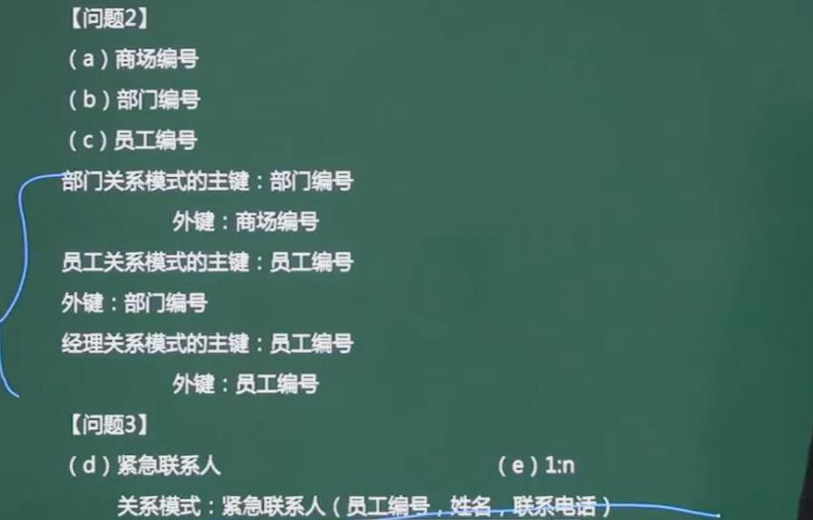 【问题2】
（a）商场编号
（b）部门编号
（c）员工编号
部门关系模式的主键：部门编号
外键：商场编号
员工关系模式的主键：员工编号
外键：部门编号
经理关系模式的主键：员工编号
外键：员工编号
【问题3】
（d）紧急联系人 （e）1:n
关系模式：紧急联系人（员工编号，姓名，联系电话）